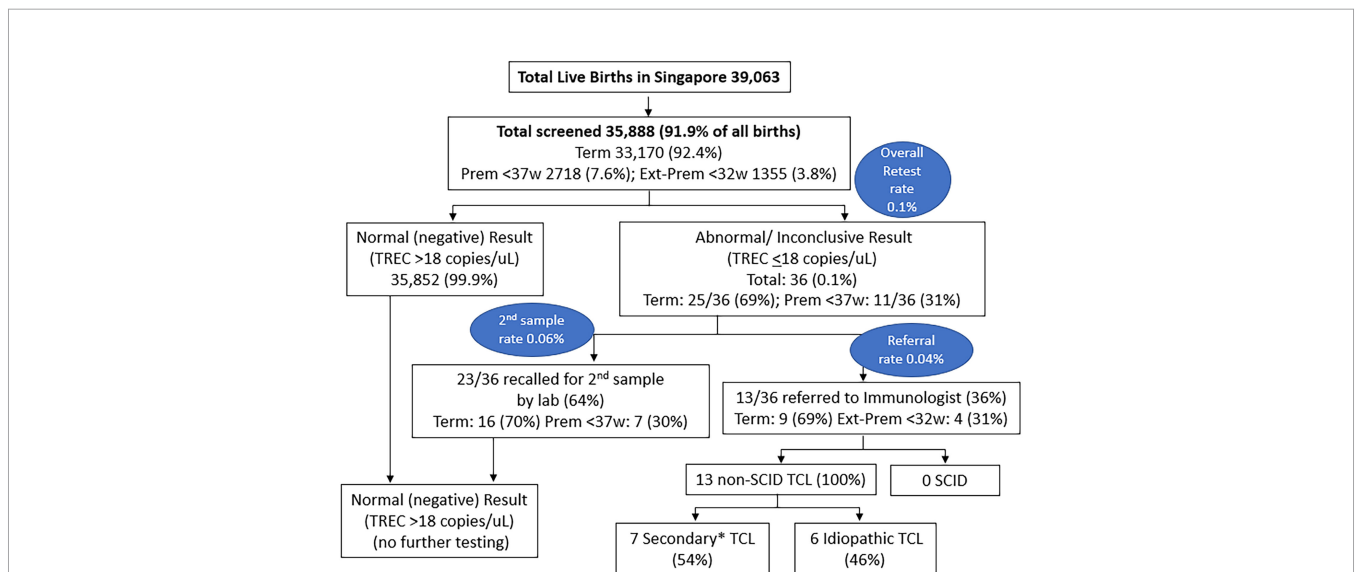 Total Live Births in Singapore 39,063
Total screened 35,888 (91.9% of all births)
Term 33,170 (92.4%)
Prem <37w 2718 (7.6%); Ext-Prem <32w 1355 (3.8%)
Overall
Retest
rate
0.1%
Normal (negative) Result
(TREC >18 copies/uL)
35,852 (99.9%)
Abnormal/ Inconclusive Result
(TREC ≤18 copies/uL)
Total: 36 (0.1%)
Term: 25/36 (69%); Prem <37w: 11/36 (31%)
2nd sample
rate 0.06%
Referral
rate 0.04%
23/36 recalled for 2nd sample
by lab (64%)
Term: 16 (70%) Prem <37w: 7 (30%)
13/36 referred to Immunologist (36%)
Term: 9 (69%) Ext-Prem <32w: 4 (31%)
13 non-SCID TCL (100%)
0 SCID
Normal (negative) Result
(TREC >18 copies/uL)
(no further testing)
7 Secondary* TCL
(54%)
6 Idiopathic TCL
(46%)